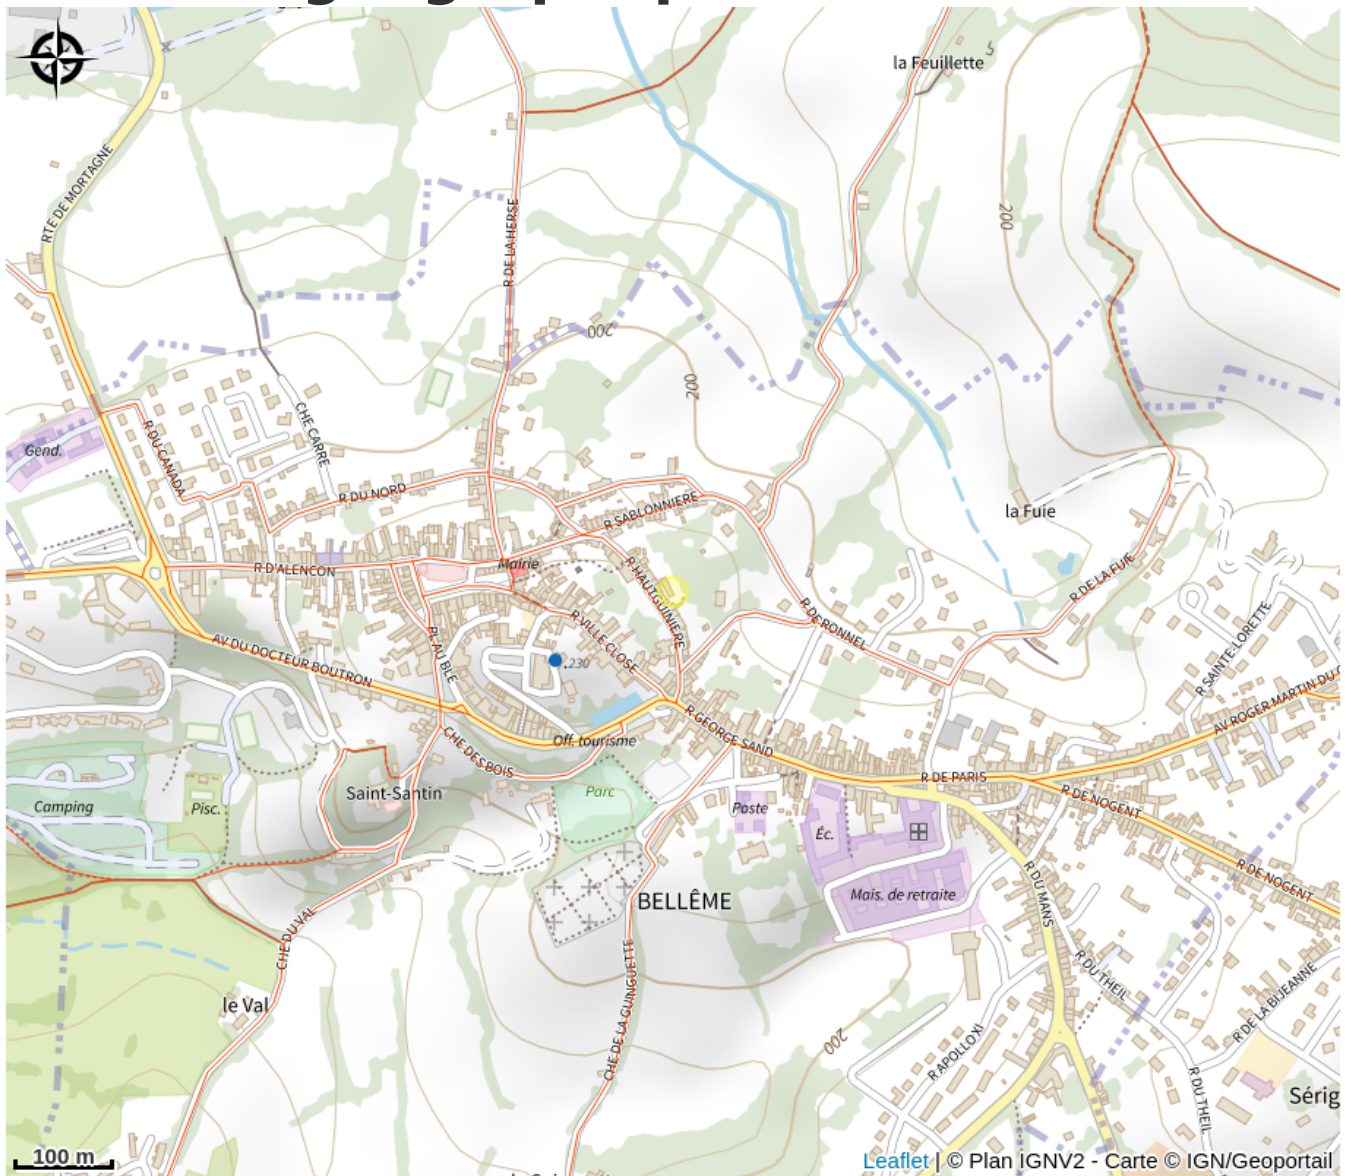 la Feuillette
RTE DE MORTAGNE
R DE LA HERSE
200
200
200
CHE CARRE
R DU CANADA
Gend.
R DU NORD
R SABLONNIERE
la Fuie
R D'ALENCON
Mairie
R HAUTGUINIERE
R DE LA FUIE
R DE RONNEL
R VILLE CLOSE
PL AU BLE
.230
AV DU DOCTEUR BOUTRON
R SAINTE-LORETTE
AV ROGER MARTIN DU G
R GEORGE SAND
Off. tourisme
CHE DES BOIS
R DE PARIS
R DE NOGENT
Saint-Santin
Parc
Camping
Pisc.
Poste
Éc.
R DE NOGENT
Mais. de retraite
BELLÊME
R DU MANS
CHE DU VAL
CHE DE LA GUINGUETTE
R DU THEIL
le Val
R DE LA BIJEANNE
200
R APOLLO XI
R DU THEIL
Sérig
100 m
Leaflet | © Plan IGNV2 - Carte © IGN/Geoportail